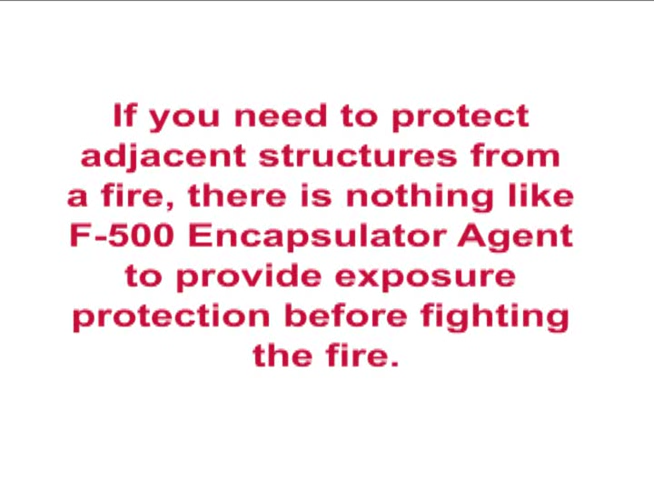 If you need to protect
adjacent structures from
a fire, there is nothing like
F-500 Encapsulator Agent
to provide exposure
protection before fighting
the fire.